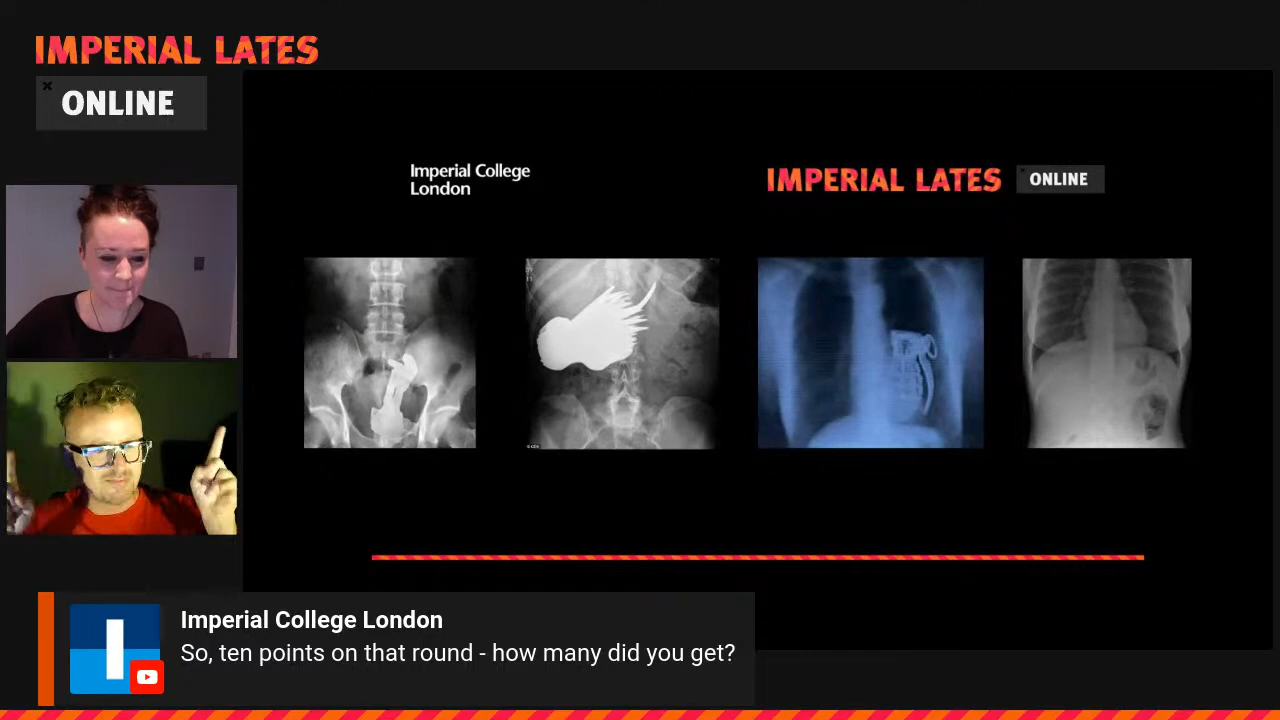 IMPERIAL LATES
ONLINE
Imperial College
London
IMPERIAL LATES
ONLINE
Imperial College London
So, ten points on that round - how many did you get?